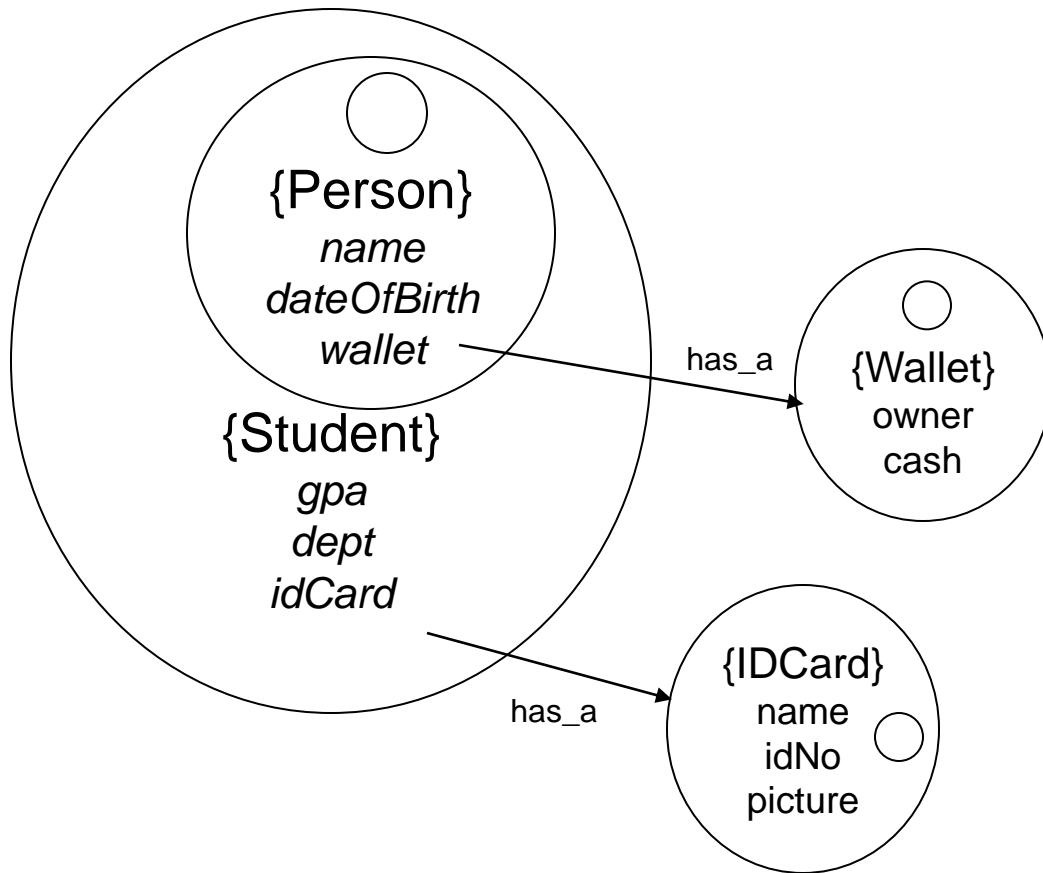 {Person}
name
dateOfBirth
wallet
{Student}
gpa
dept
idCard
has_a
{Wallet}
owner
cash
has_a
{IDCard}
name
idNo
picture